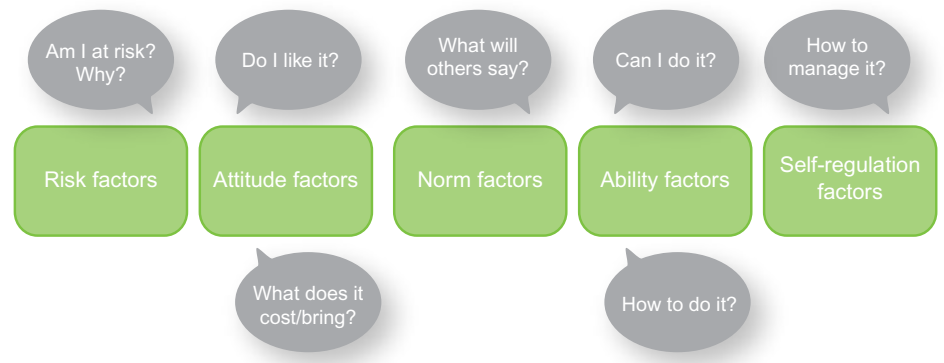 Am I at risk?
Why?
Do I like it?
What will
others say?
Can I do it?
How to
manage it?
Risk factors
Attitude factors
Norm factors
Ability factors
Self-regulation
factors
What does it
cost/bring?
How to do it?